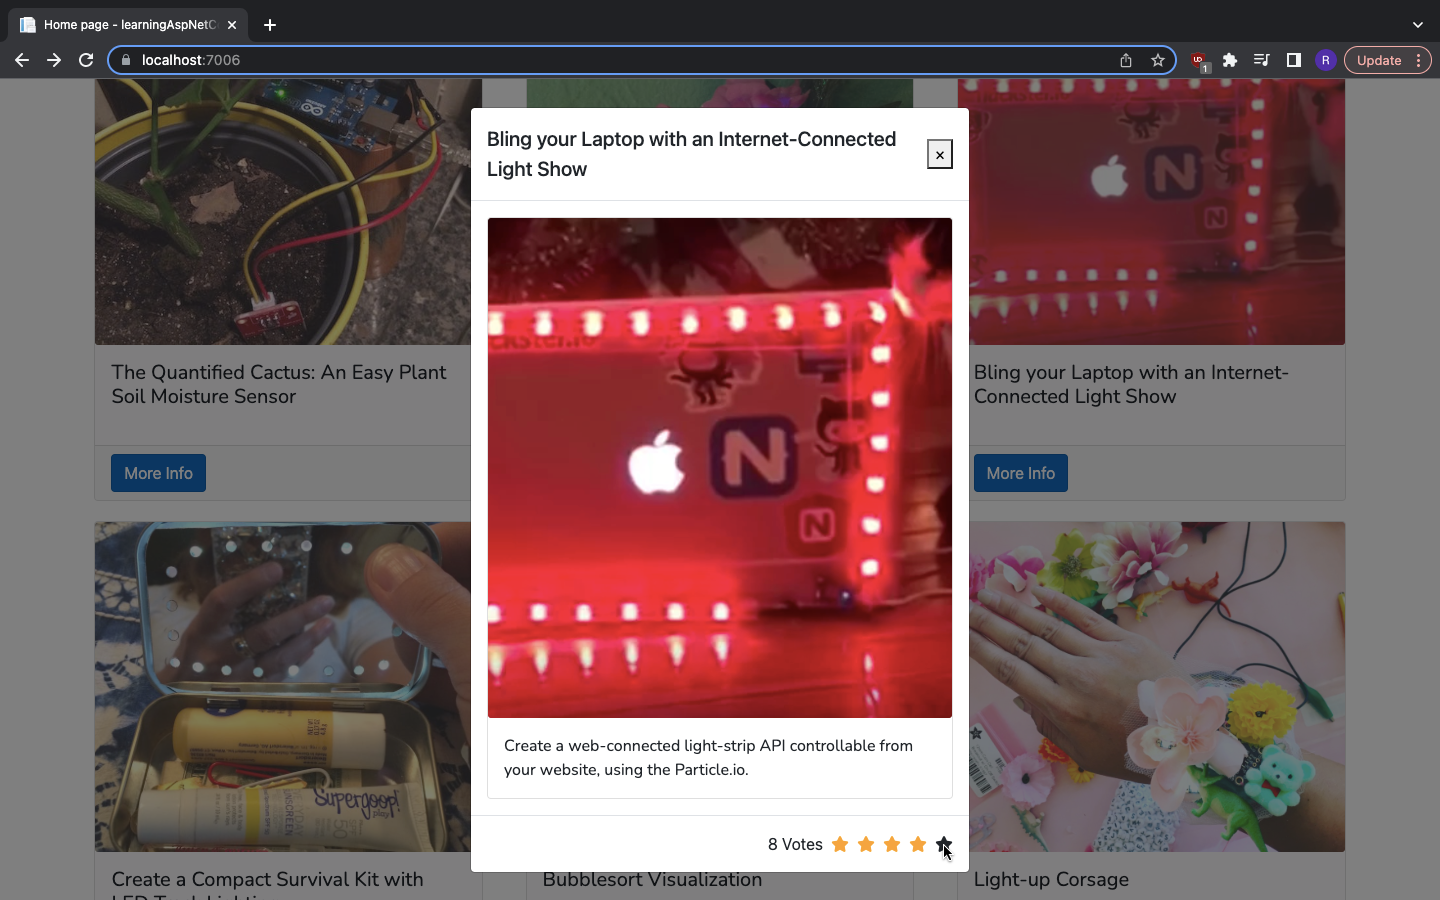 Home page - learningAspNetC
localhost:7006
1
R
Update
Bling your Laptop with an Internet-Connected
Light Show
×
N
N
Create a web-connected light-strip API controllable from
your website, using the Particle.io.
8 Votes
The Quantified Cactus: An Easy Plant
Soil Moisture Sensor
More Info
Bling your Laptop with an Internet-
Connected Light Show
More Info
N
N
Supergoop!
50
Create a Compact Survival Kit with
Bubblesort Visualization
Light-up Corsage